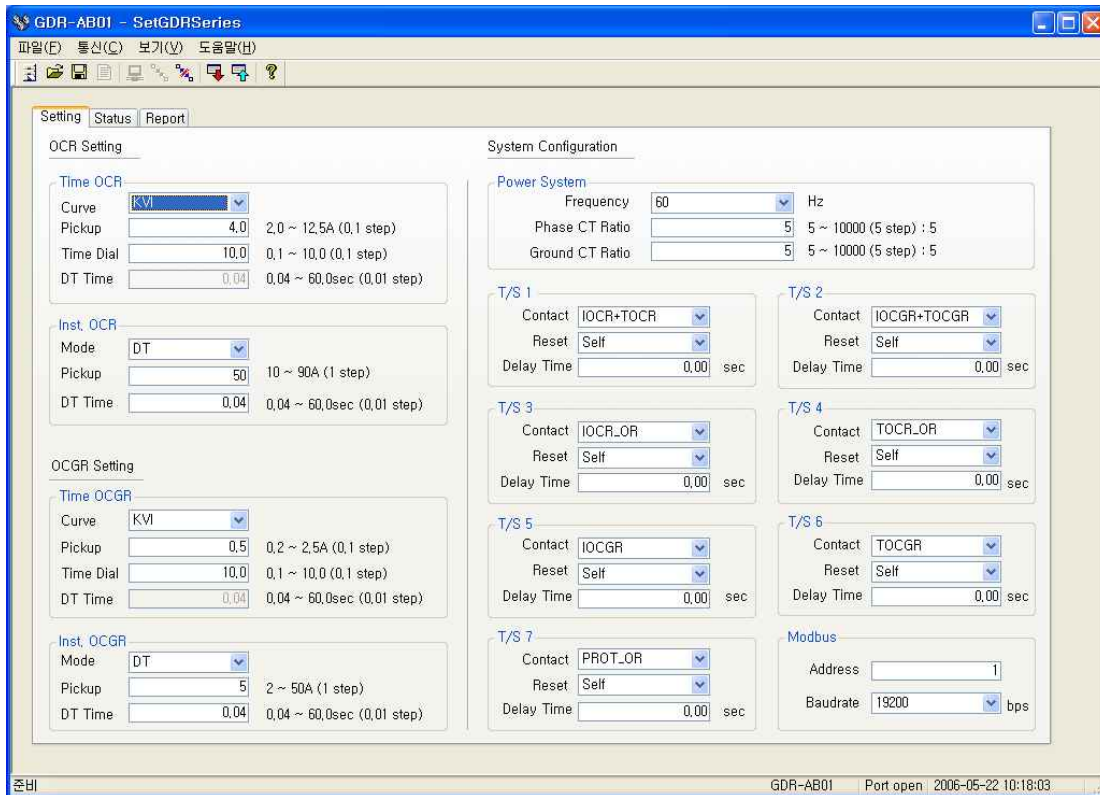 GDR-AB01 - SetGDRSeries
파일(F) 통신(C) 보기(V) 도움말(H)
Setting Status Report
OCR Setting
Time OCR
Curve KVI
Pickup 4,0 2,0 ~ 12,5A (0,1 step)
Time Dial 10,0 0,1 ~ 10,0 (0,1 step)
DT Time 0,04 0,04 ~ 60,0sec (0,01 step)
Inst, OCR
Mode DT
Pickup 50 10 ~ 90A (1 step)
DT Time 0,04 0,04 ~ 60,0sec (0,01 step)
OCGR Setting
Time OCGR
Curve KVI
Pickup 0,5 0,2 ~ 2,5A (0,1 step)
Time Dial 10,0 0,1 ~ 10,0 (0,1 step)
DT Time 0,04 0,04 ~ 60,0sec (0,01 step)
Inst, OCGR
Mode DT
Pickup 5 2 ~ 50A (1 step)
DT Time 0,04 0,04 ~ 60,0sec (0,01 step)
System Configuration
Power System
Frequency 60 Hz
Phase CT Ratio 5 5 ~ 10000 (5 step) : 5
Ground CT Ratio 5 5 ~ 10000 (5 step) : 5
T/S 1
Contact IOCR+TOCR
Reset Self
Delay Time 0,00 sec
T/S 2
Contact IOCGR+TOCGR
Reset Self
Delay Time 0,00 sec
T/S 3
Contact IOCR_OR
Reset Self
Delay Time 0,00 sec
T/S 4
Contact TOCR_OR
Reset Self
Delay Time 0,00 sec
T/S 5
Contact IOCGR
Reset Self
Delay Time 0,00 sec
T/S 6
Contact TOCGR
Reset Self
Delay Time 0,00 sec
T/S 7
Contact PROT_OR
Reset Self
Delay Time 0,00 sec
Modbus
Address 1
Baudrate 19200 bps
준비 GDR-AB01 Port open 2006-05-22 10:18:03